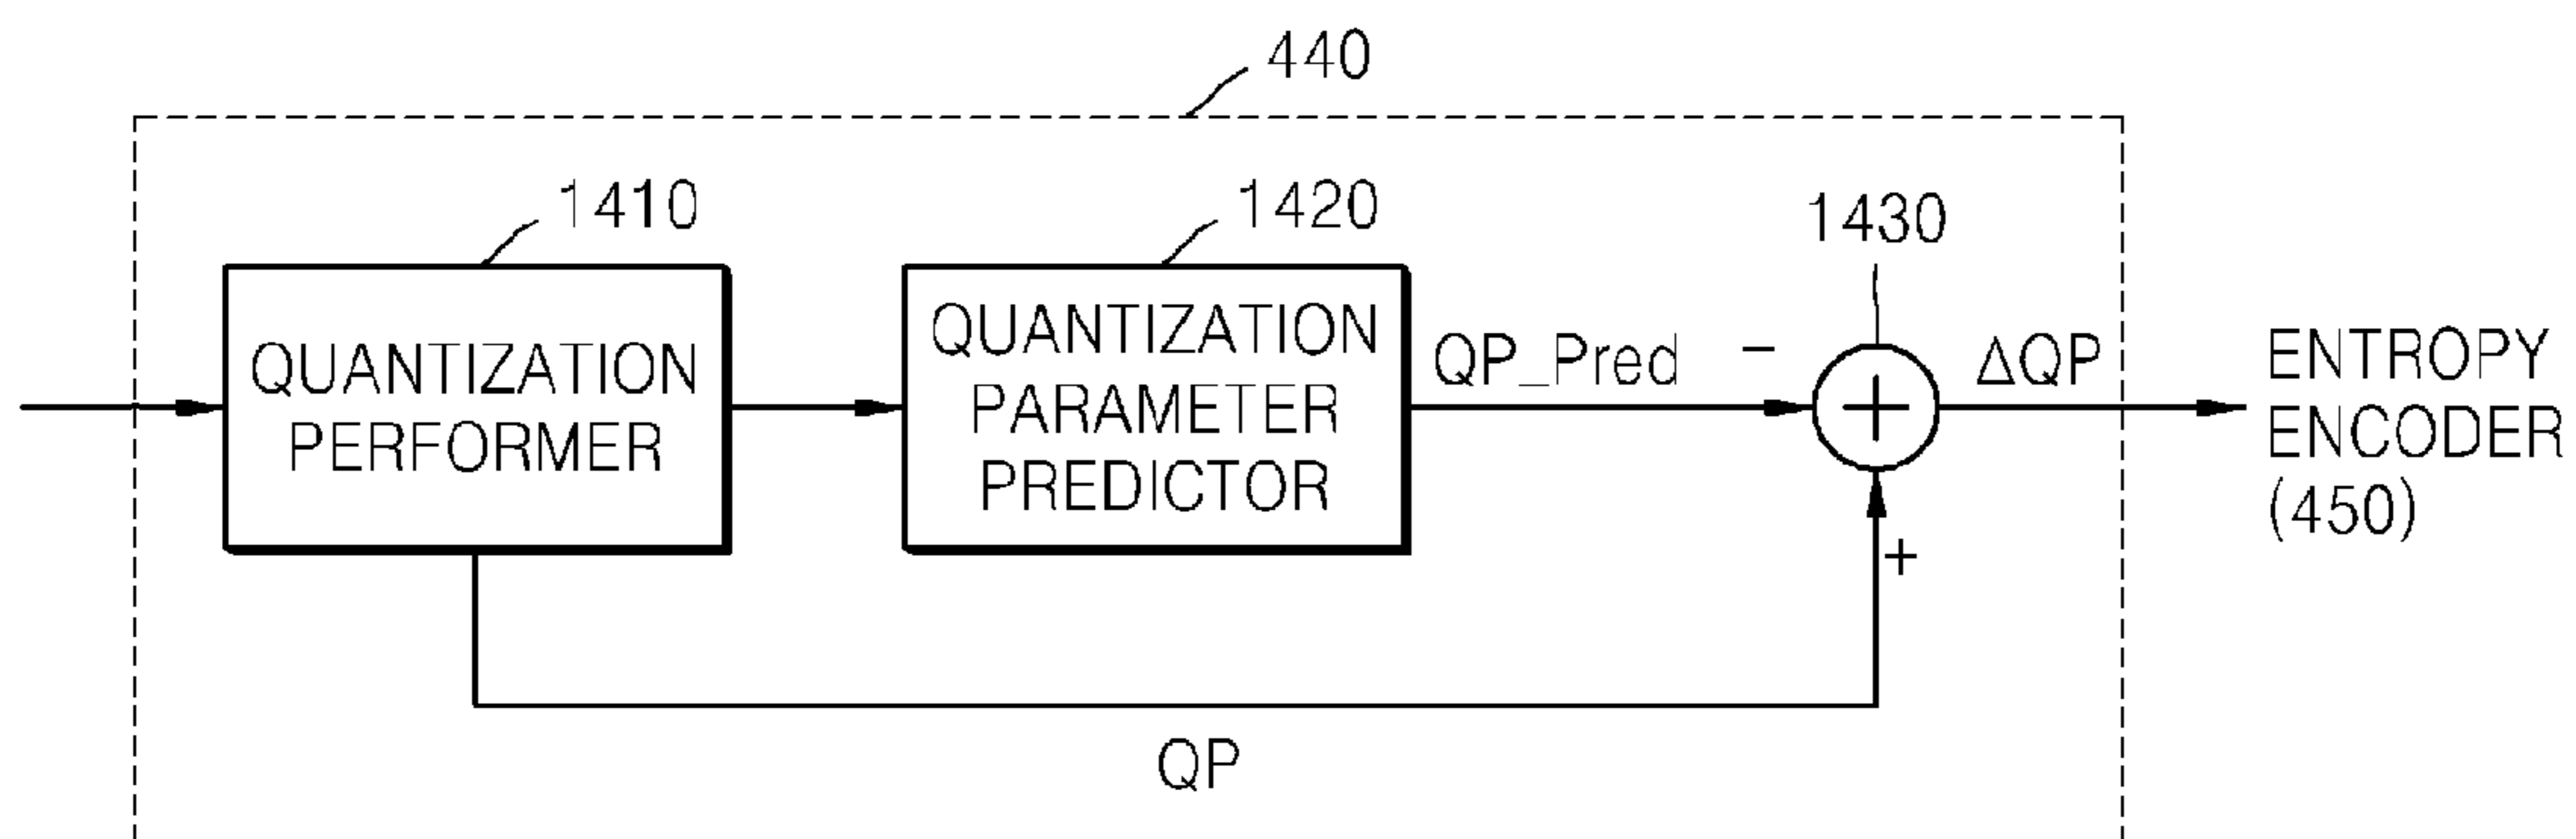 440
1410
1420
1430
QUANTIZATION
PERFORMER
QUANTIZATION
PARAMETER
PREDICTOR
QP_Pred
−
+
ΔQP
ENTROPY
ENCODER
(450)
+
QP